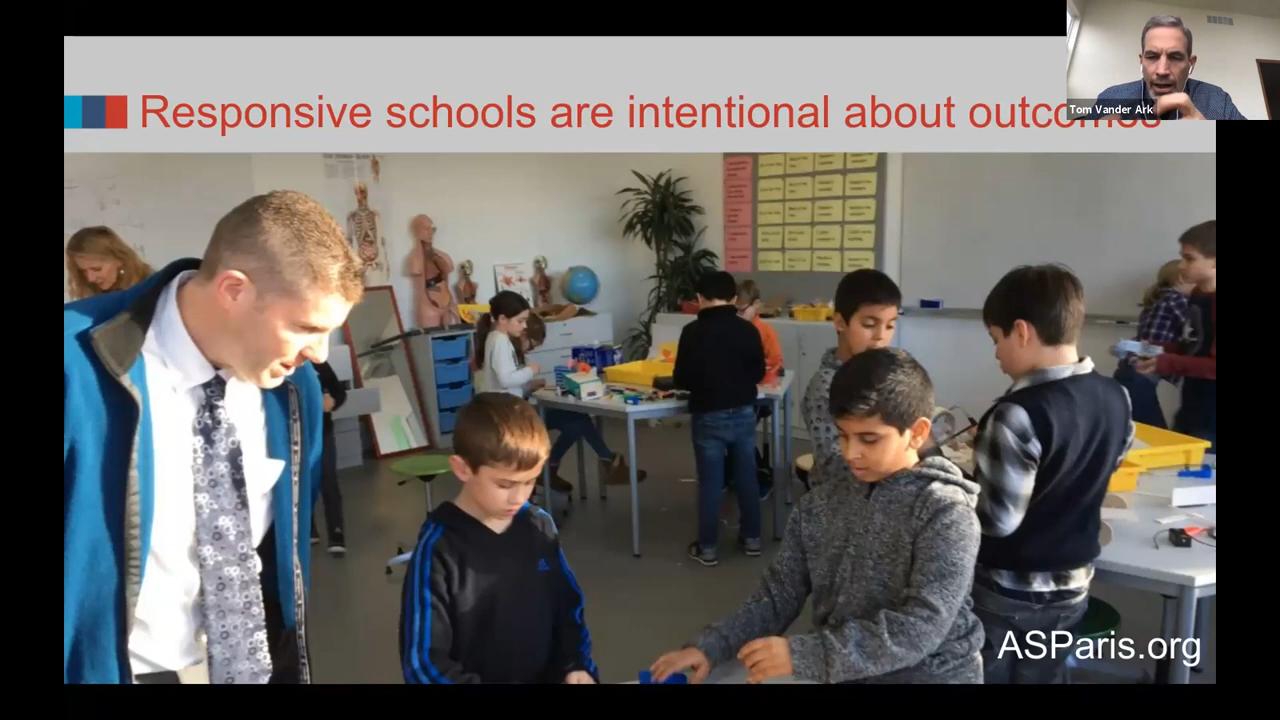 Responsive schools are intentional about outcomes
Tom Vander Ark
ASParis.org